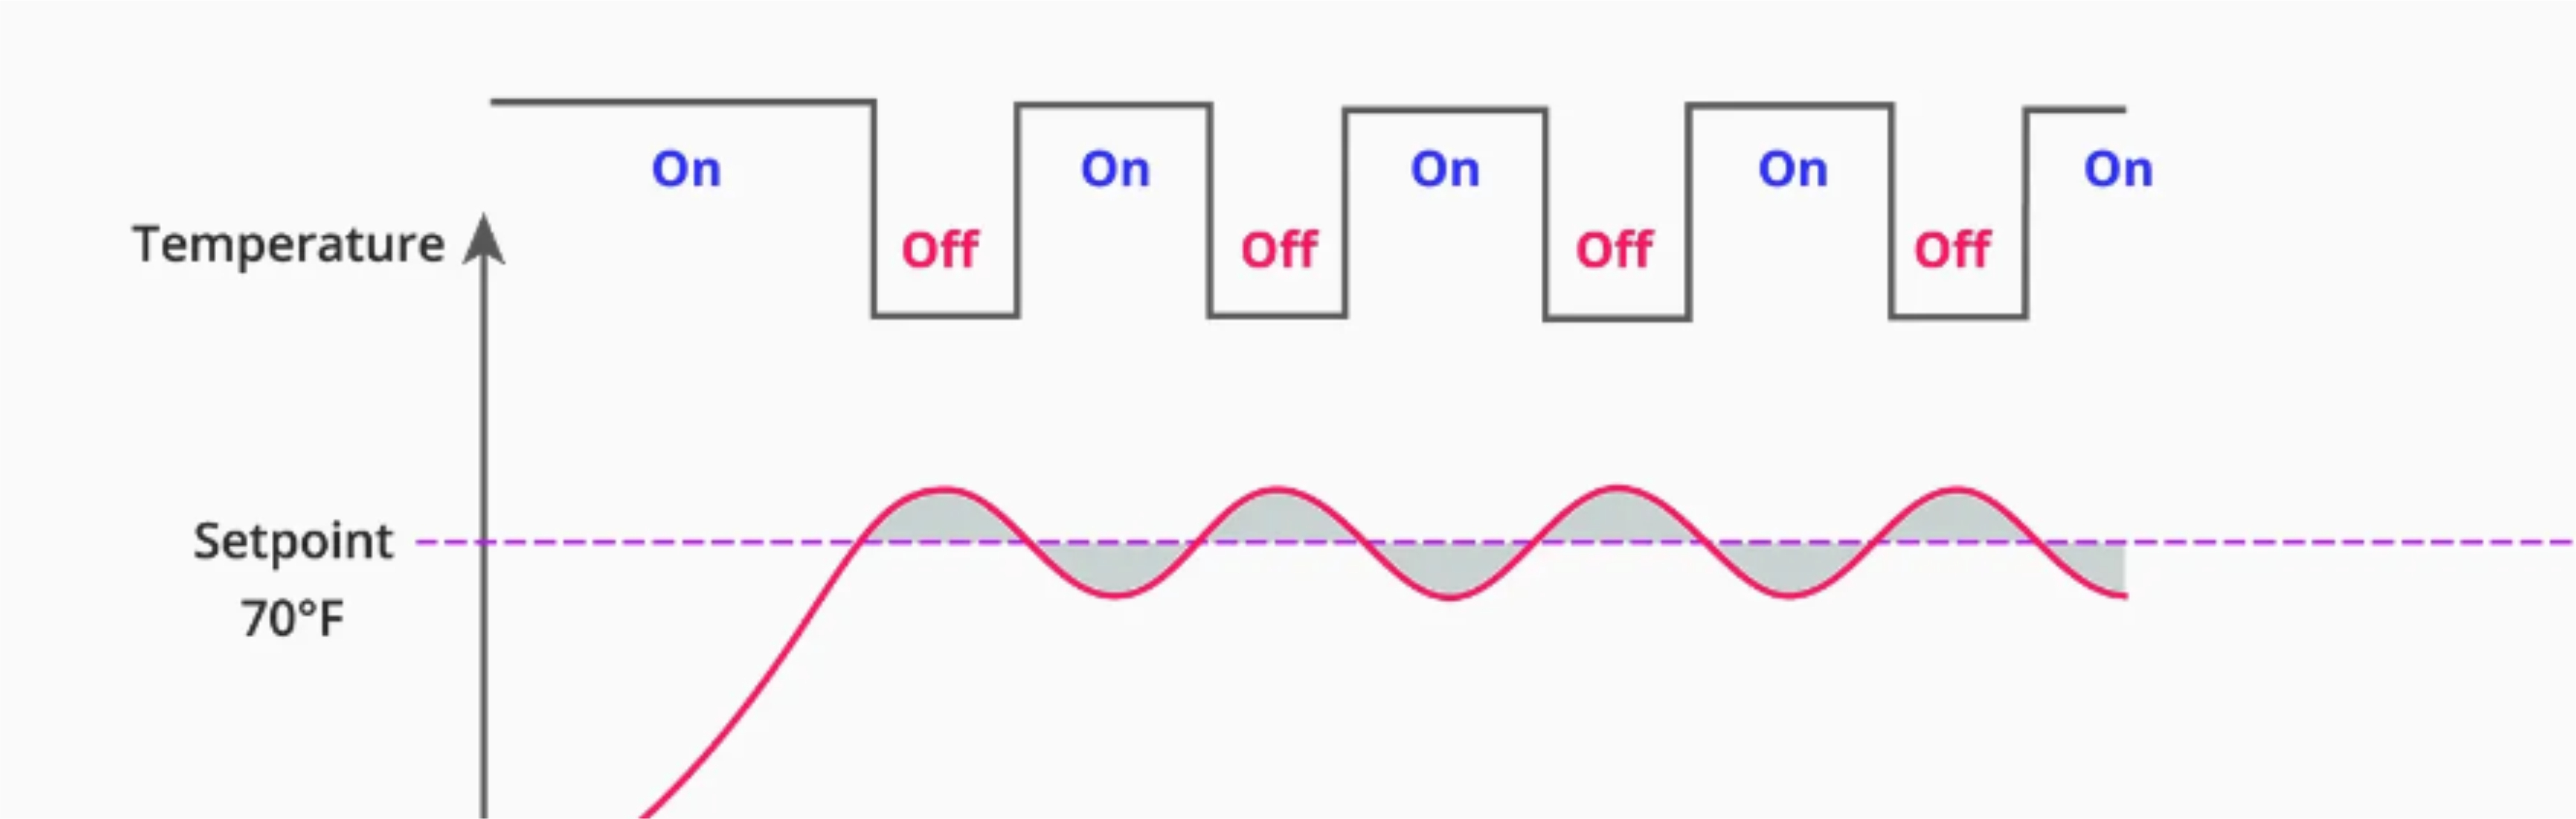 On
On
On
On
On
Temperature
Off
Off
Off
Off
Setpoint
70°F